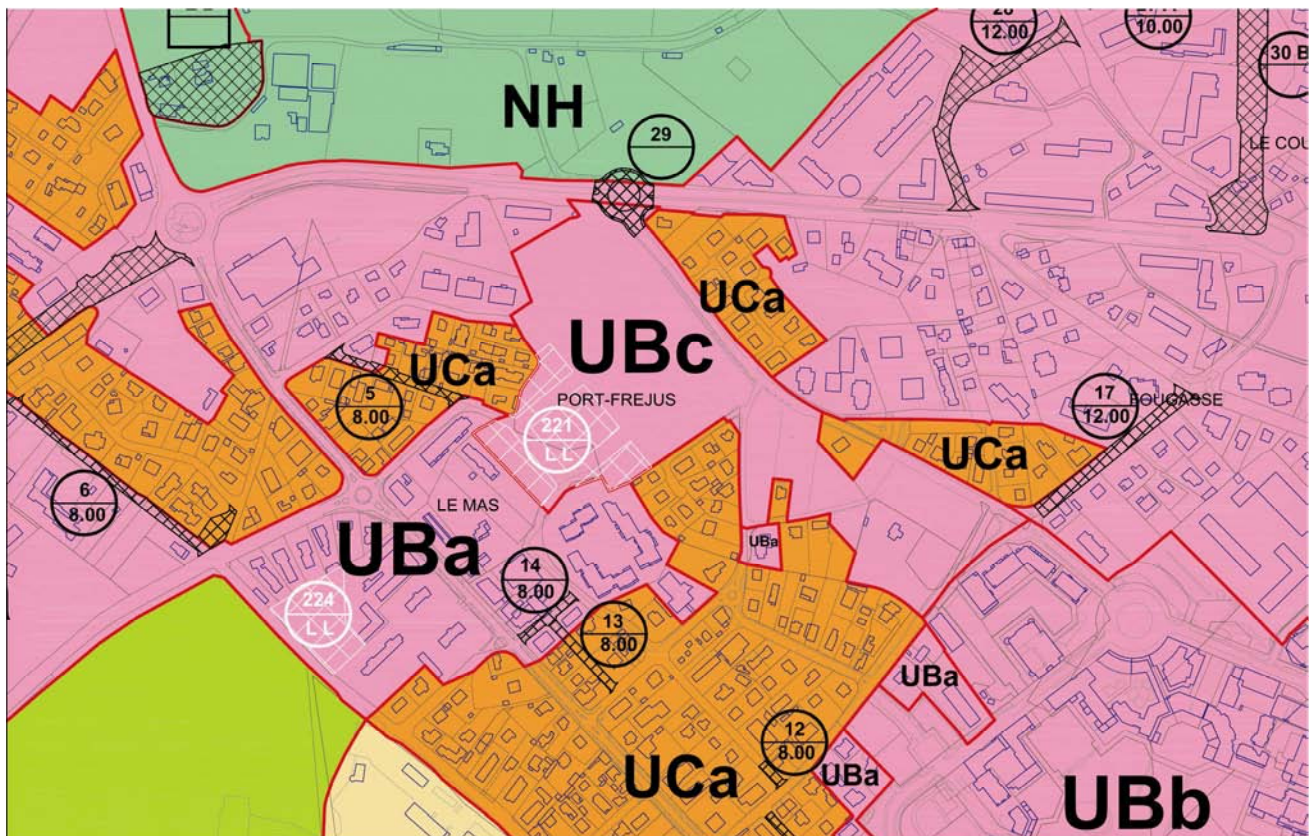 12.00
10.00
30 B
LE COU
NH
29
UCa
UBc
PORT-FREJUS
UCa
5
8.00
17
12.00
BOUGASSE
221
L L
UCa
6
8.00
LE MAS
UBa
UBa
14
8.00
224
L L
13
8.00
UBa
12
8.00
UCa
UBa
UBb